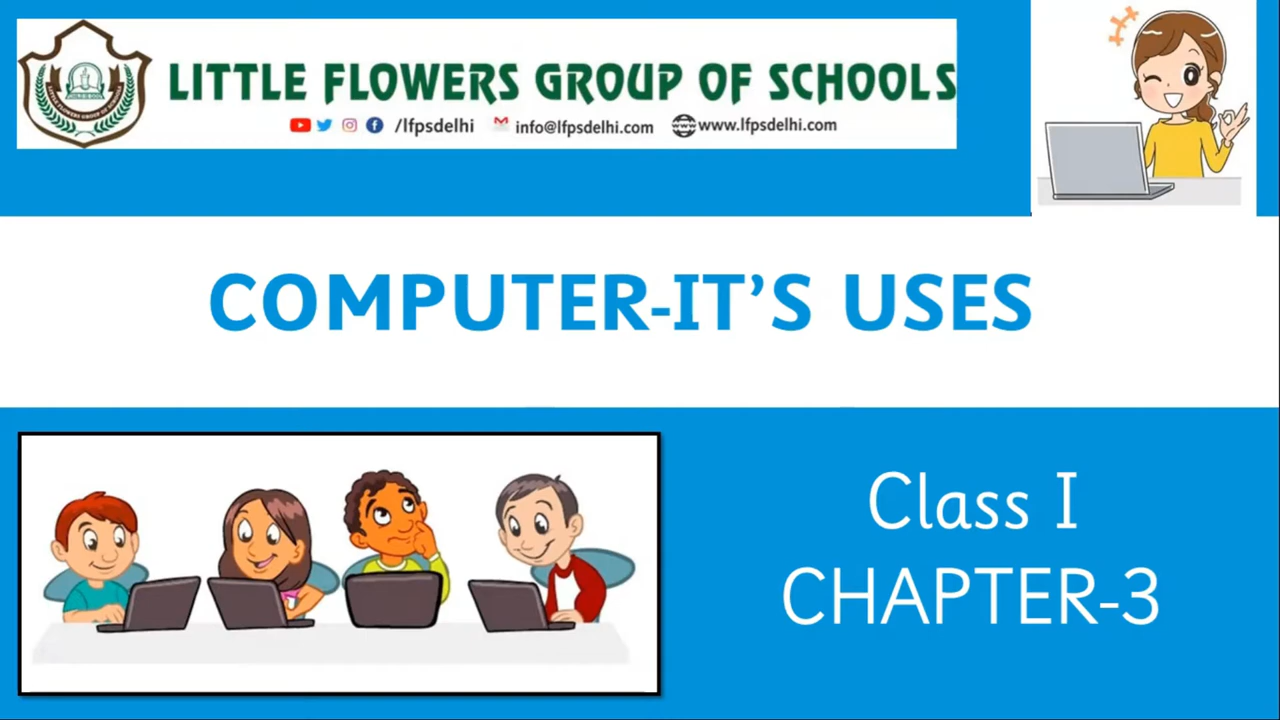 LITTLE FLOWERS GROUP OF SCHOOLS
/lfpsdelhi info@lfpsdelhi.com www.lfpsdelhi.com
COMPUTER-IT’S USES
Class I
CHAPTER-3